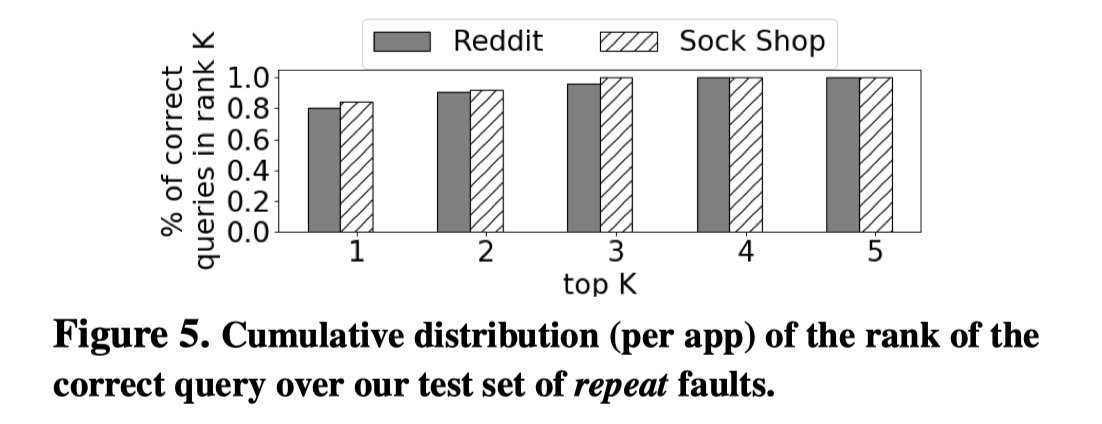 Reddit Sock Shop
% of correct
queries in rank K
1.0
0.8
0.6
0.4
0.2
0.0
1 2 3 4 5
top K
Figure 5. Cumulative distribution (per app) of the rank of the
correct query over our test set of repeat faults.